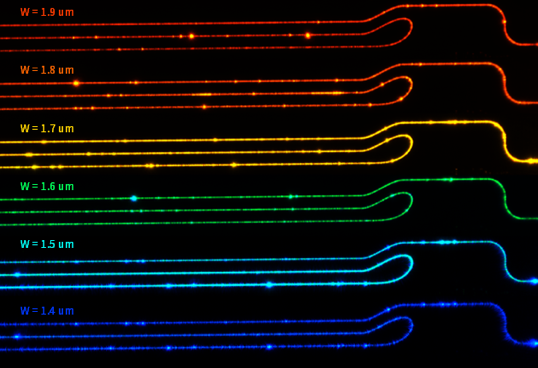 W = 1.9 um
W = 1.8 um
W = 1.7 um
W = 1.6 um
W = 1.5 um
W = 1.4 um